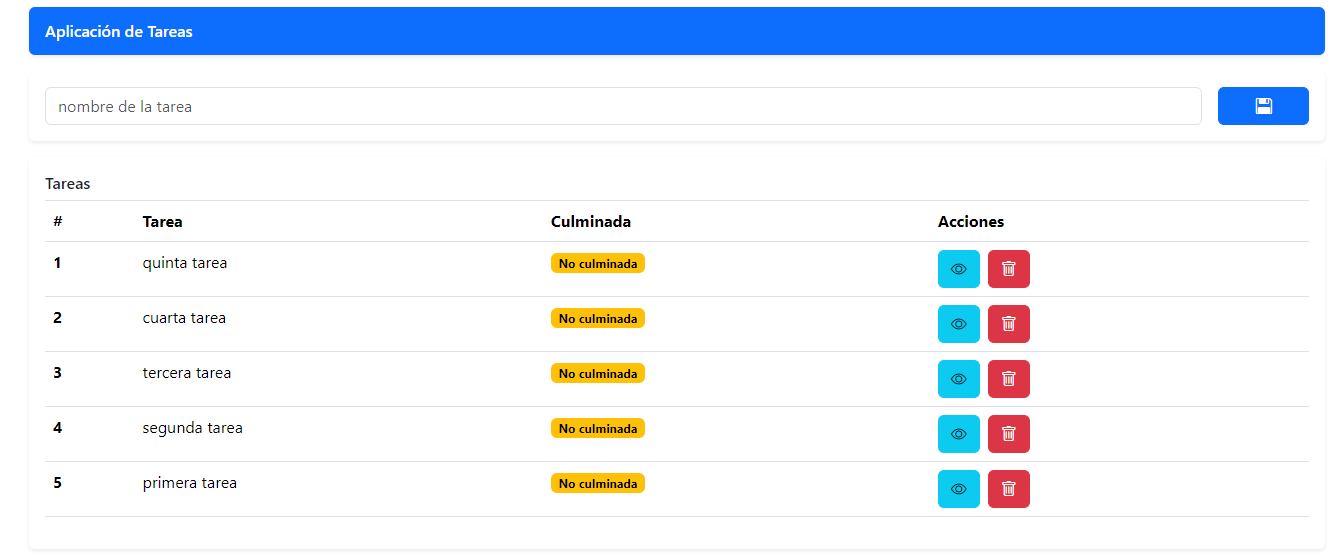 Aplicación de Tareas
nombre de la tarea
Tareas
# Tarea Culminada Acciones
1 quinta tarea No culminada
2 cuarta tarea No culminada
3 tercera tarea No culminada
4 segunda tarea No culminada
5 primera tarea No culminada